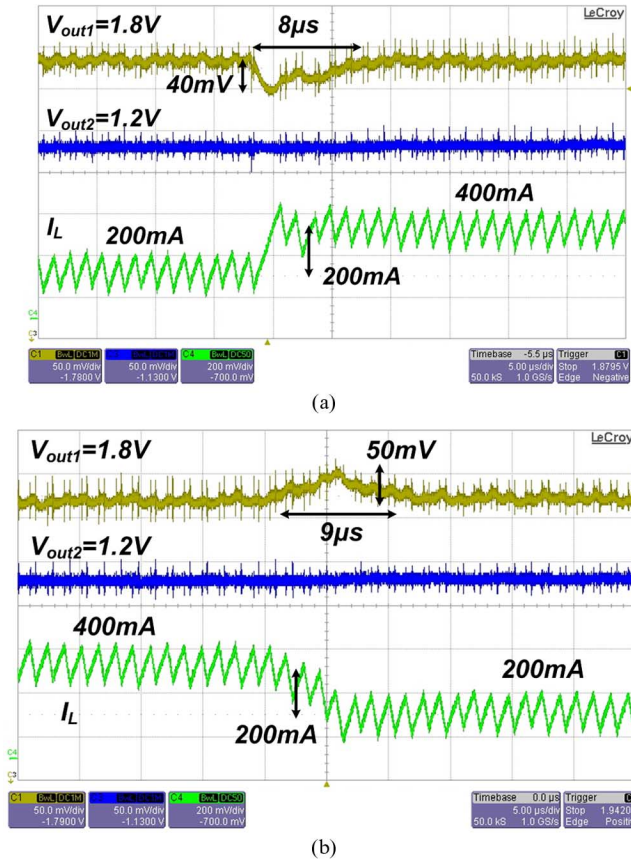 LeCroy
Vout1=1.8V
8µs
40mV
Vout2=1.2V
400mA
IL
200mA
200mA
C4
C3
C1 BwL DC1M
50.0 mV/div
-1.7800 V
BwL DC1M
50.0 mV/div
-1.1300 V
C4 BwL DC50
200 mV/div
-700.0 mV
Timebase -5.5 µs
5.00 µs/div
50.0 kS 1.0 GS/s
Trigger C1
Stop 1.8795 V
Edge Negative
(a)
LeCroy
Vout1=1.8V
50mV
9µs
Vout2=1.2V
400mA
200mA
IL
200mA
C4
C3
C1 BwL DC1M
50.0 mV/div
-1.7900 V
BwL DC1M
50.0 mV/div
-1.1300 V
C4 BwL DC50
200 mV/div
-700.0 mV
Timebase 0.0 µs
5.00 µs/div
50.0 kS 1.0 GS/s
Trigger
Stop 1.9420
Edge Positi
(b)